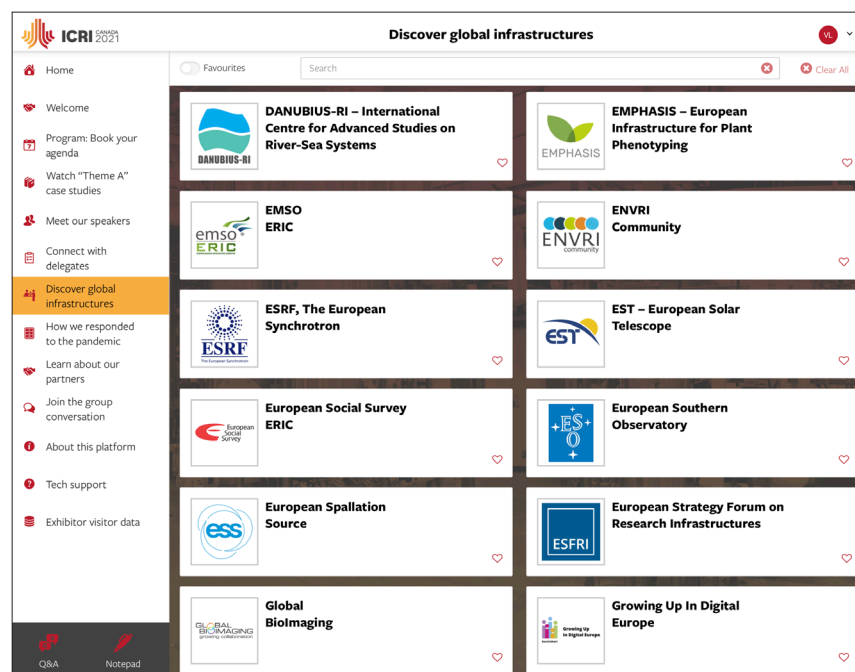 ICRI CANADA 2021
Discover global infrastructures
VL
Home
Welcome
Program: Book your
agenda
Watch “Theme A”
case studies
Meet our speakers
Connect with
delegates
Discover global
infrastructures
How we responded
to the pandemic
Learn about our
partners
Join the group
conversation
About this platform
Tech support
Exhibitor visitor data
Q&A
Notepad
Favourites
Search
Clear All
DANUBIUS-RI
DANUBIUS-RI – International
Centre for Advanced Studies on
River-Sea Systems
EMPHASIS
EMPHASIS – European
Infrastructure for Plant
Phenotyping
emso
ERIC
EMSO
ERIC
ENVRI
community
ENVRI
Community
ESRF
The European Synchrotron
ESRF, The European
Synchrotron
EST
EST – European Solar
Telescope
European
Social
Survey
European Social Survey
ERIC
ESO
European Southern
Observatory
ess
European Spallation
Source
ESFRI
European Strategy Forum on
Research Infrastructures
GLOBAL
BIOIMAGING
growing collaboration
Global
BioImaging
Growing Up
In Digital Europe
Growing Up In Digital
Europe